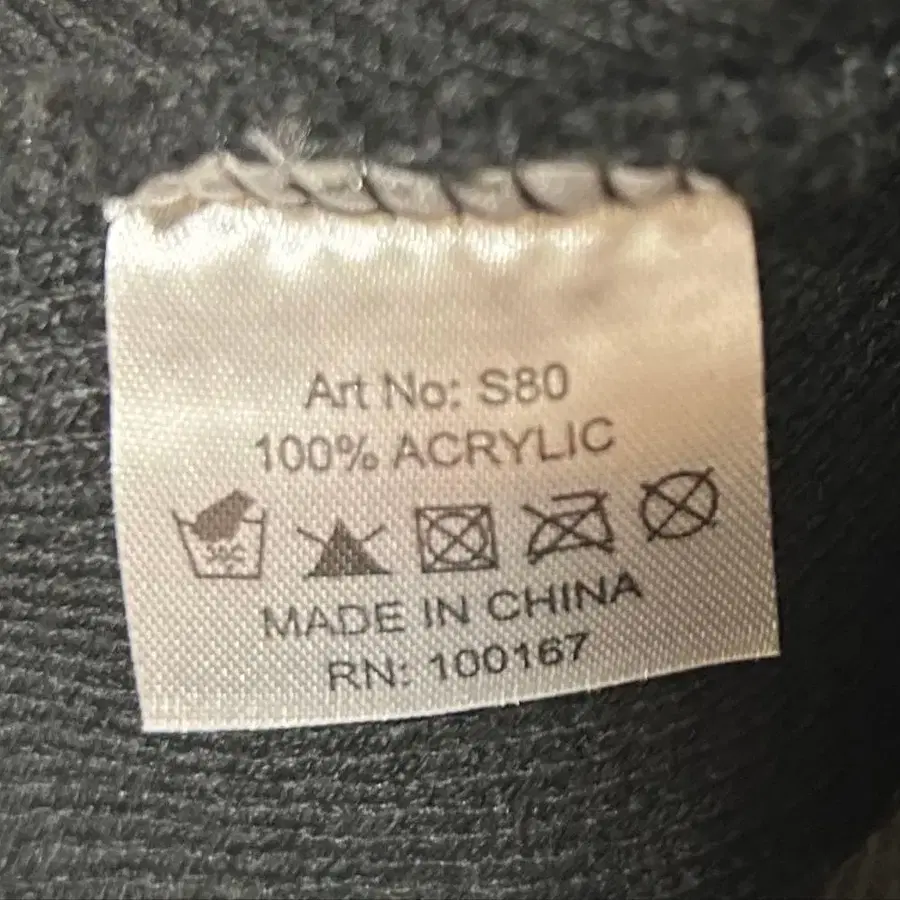 Art No: S80
100% ACRYLIC
MADE IN CHINA
RN: 100167